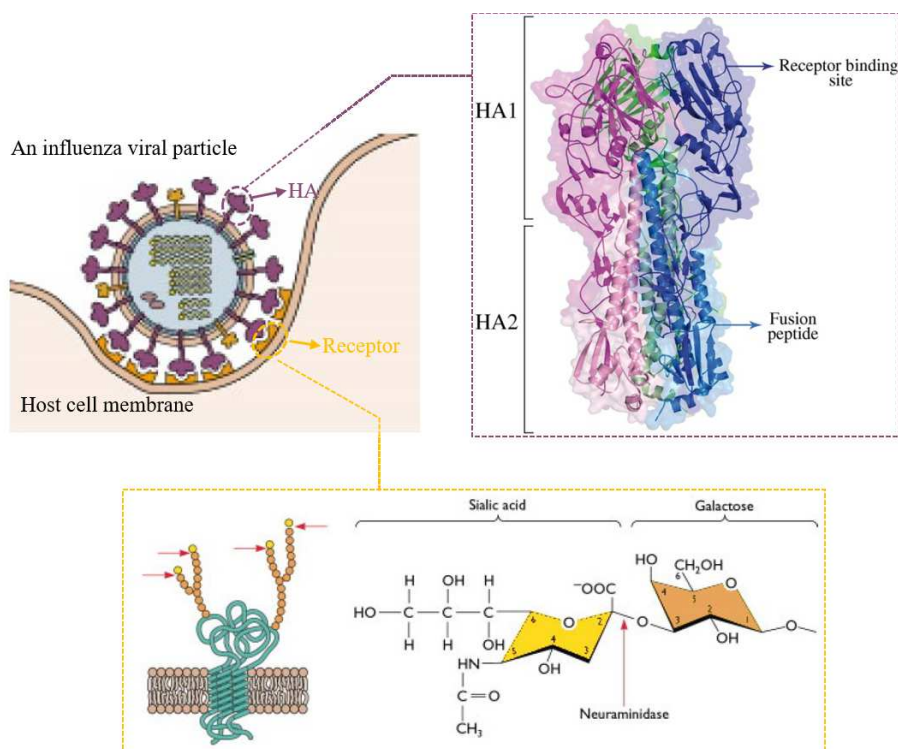 An influenza viral particle
HA
Receptor
Host cell membrane
HA1
HA2
Receptor binding
site
Fusion
peptide
Sialic acid
Galactose
HO
H
OH
H
C
C
C
H
H
OH
6
5
4
3
2
O
⁻OOC
O
HN
OH
C=O
CH₃
HO
6
CH₂OH
4
5
O
3
2
1
OH
O
Neuraminidase